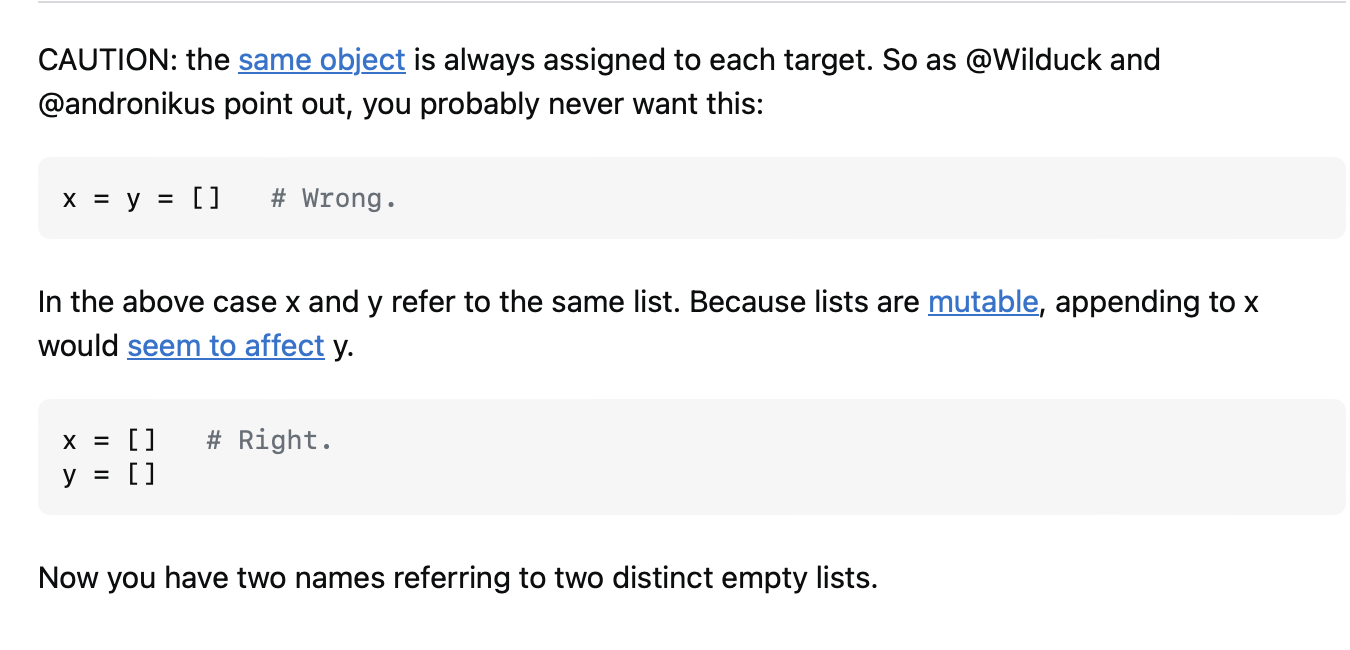 CAUTION: the same object is always assigned to each target. So as @Wilduck and
@andronikus point out, you probably never want this:
x = y = []   # Wrong.
In the above case x and y refer to the same list. Because lists are mutable, appending to x
would seem to affect y.
x = []   # Right.
y = []
Now you have two names referring to two distinct empty lists.